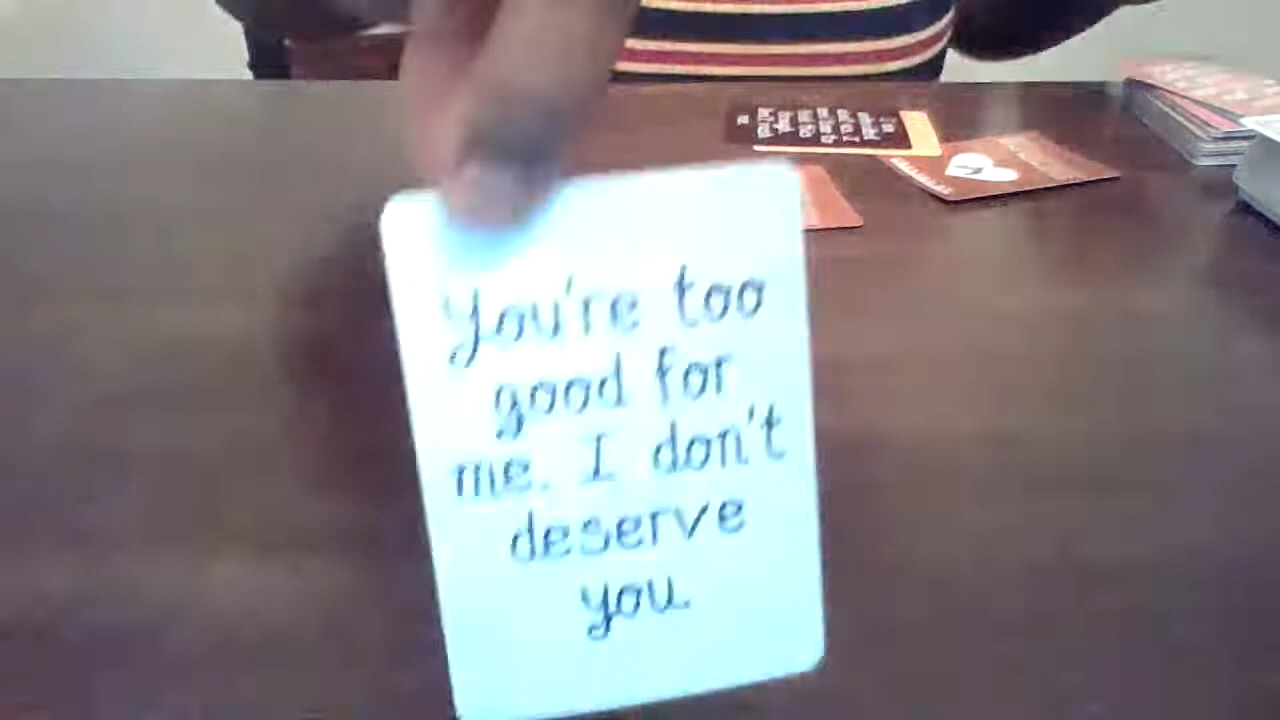 You're too
good for
me. I don't
deserve
you.